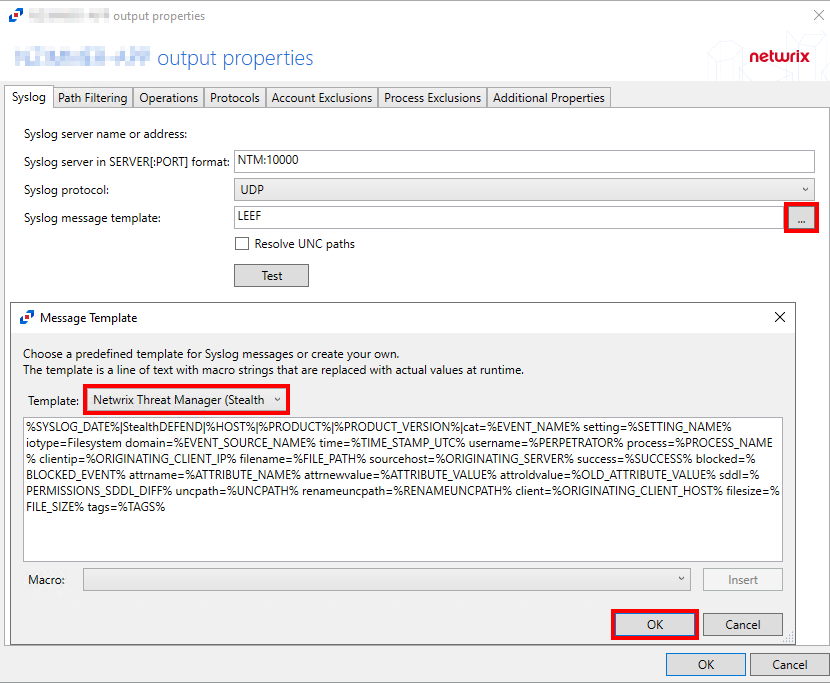 output properties
output properties
netwrix
Syslog Path Filtering Operations Protocols Account Exclusions Process Exclusions Additional Properties
Syslog server name or address:
Syslog server in SERVER[:PORT] format: NTM:10000
Syslog protocol: UDP
Syslog message template: LEEF ...
Resolve UNC paths
Test
Message Template
Choose a predefined template for Syslog messages or create your own.
The template is a line of text with macro strings that are replaced with actual values at runtime.
Template: Netwrix Threat Manager (Stealth
%SYSLOG_DATE%|StealthDEFEND|%HOST%|%PRODUCT%|%PRODUCT_VERSION%|cat=%EVENT_NAME% setting=%SETTING_NAME%
iotype=Filesystem domain=%EVENT_SOURCE_NAME% time=%TIME_STAMP_UTC% username=%PERPETRATOR% process=%PROCESS_NAME
% clientip=%ORIGINATING_CLIENT_IP% filename=%FILE_PATH% sourcehost=%ORIGINATING_SERVER% success=%SUCCESS% blocked=%
BLOCKED_EVENT% attrname=%ATTRIBUTE_NAME% attrnewvalue=%ATTRIBUTE_VALUE% attroldvalue=%OLD_ATTRIBUTE_VALUE% sddl=%
PERMISSIONS_SDDL_DIFF% uncpath=%UNCPATH% renameuncpath=%RENAMEUNCPATH% client=%ORIGINATING_CLIENT_HOST% filesize=%
FILE_SIZE% tags=%TAGS%
Macro: Insert
OK Cancel
OK Cancel